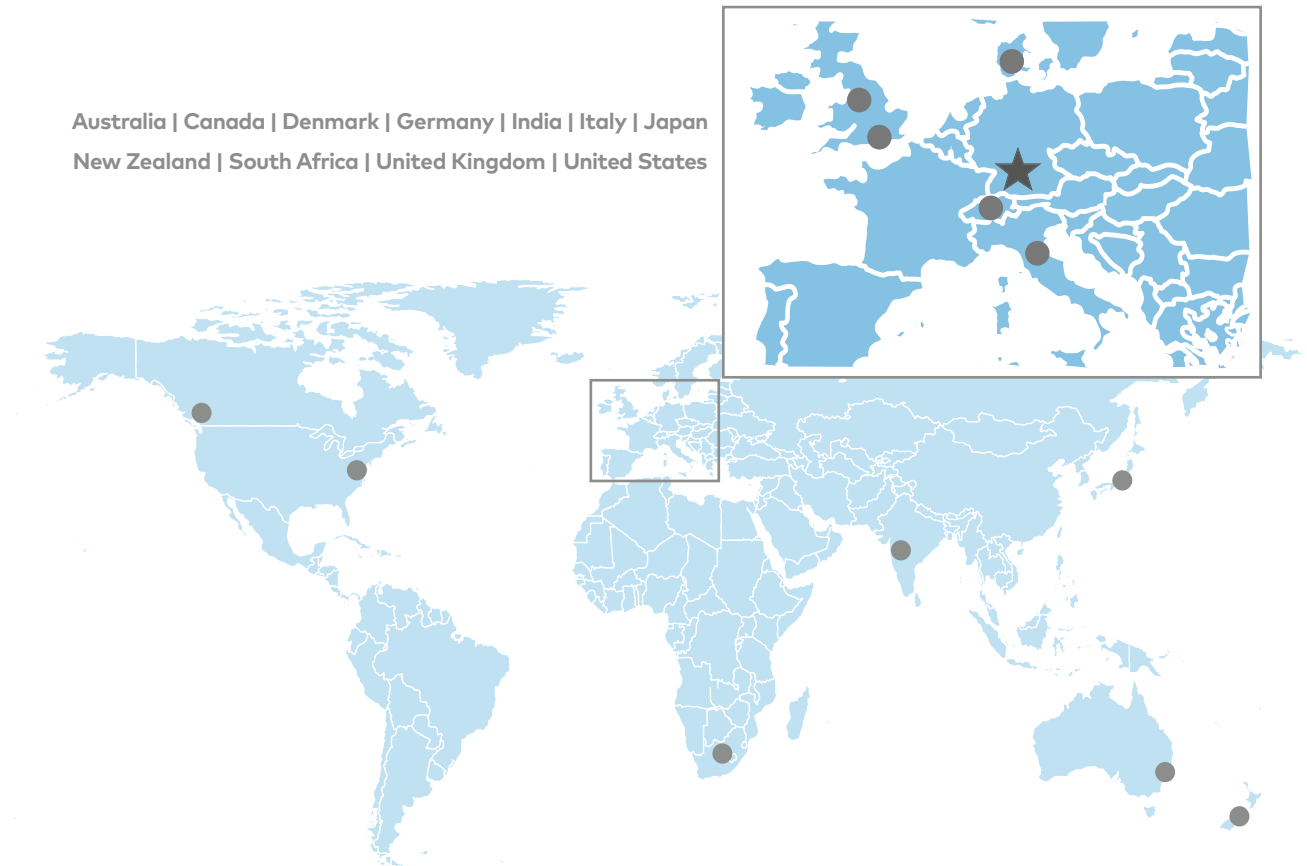 Australia | Canada | Denmark | Germany | India | Italy | Japan
New Zealand | South Africa | United Kingdom | United States